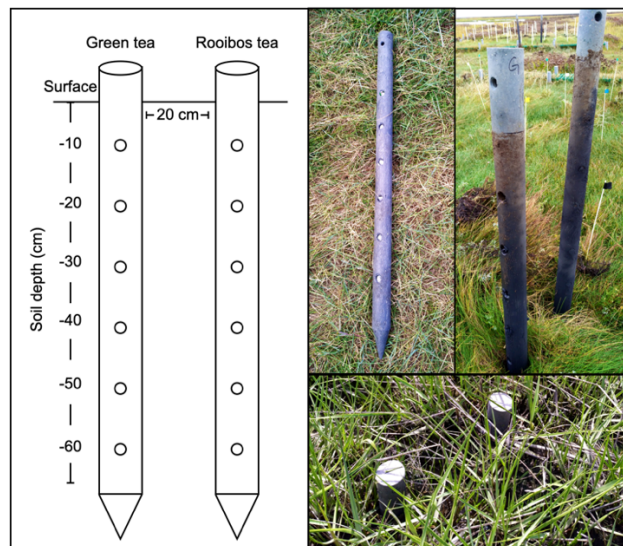 Green tea
Rooibos tea
Surface
20 cm
-10
-20
-30
-40
-50
-60
Soil depth (cm)
G